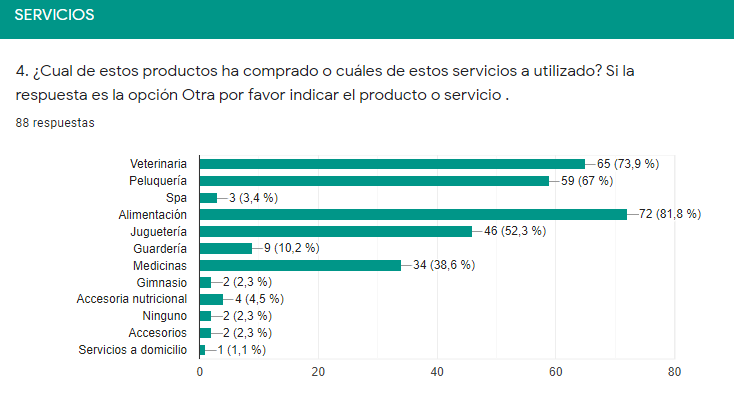 SERVICIOS
4. ¿Cual de estos productos ha comprado o cuáles de estos servicios a utilizado? Si la
respuesta es la opción Otra por favor indicar el producto o servicio .
88 respuestas
Veterinaria 65 (73,9 %)
Peluquería 59 (67 %)
Spa 3 (3,4 %)
Alimentación 72 (81,8 %)
Juguetería 46 (52,3 %)
Guardería 9 (10,2 %)
Medicinas 34 (38,6 %)
Gimnasio 2 (2,3 %)
Accesoria nutricional 4 (4,5 %)
Ninguno 2 (2,3 %)
Accesorios 2 (2,3 %)
Servicios a domicilio 1 (1,1 %)
0 20 40 60 80